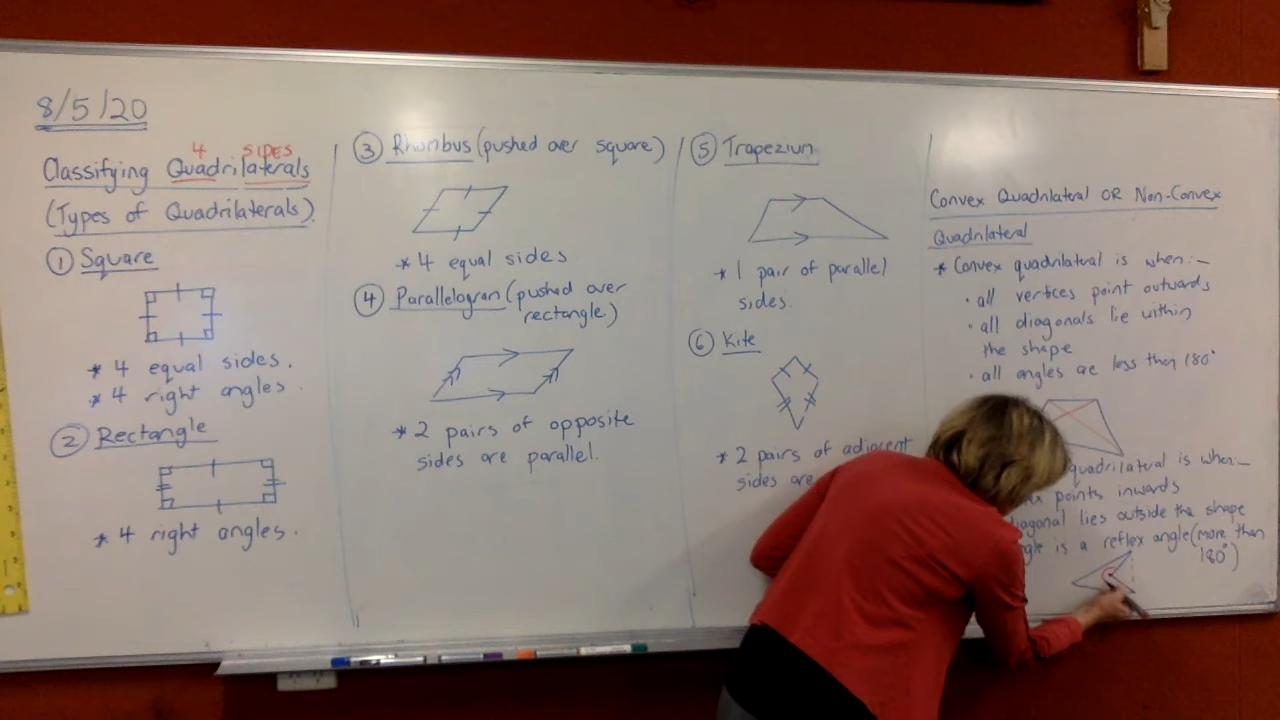 8/5/20
4 SIDES
Classifying Quadrilaterals
(Types of Quadrilaterals).
1 Square
* 4 equal sides.
* 4 right angles.
2 Rectangle
* 4 right angles.
3 Rhombus (pushed over square)
* 4 equal sides
4 Parallelogram (pushed over
rectangle)
* 2 pairs of opposite
sides are parallel.
5 Trapezium
* 1 pair of parallel
sides.
6 Kite
* 2 pairs of adjacent
sides are
Convex Quadrilateral OR Non-Convex
Quadrilateral
* Convex quadrilateral is when:-
• all vertices point outwards
• all diagonals lie within
the shape
• all angles are less than 180°
quadrilateral is when:-
points inwards
diagonal lies outside the shape
is a reflex angle (more than
180°)